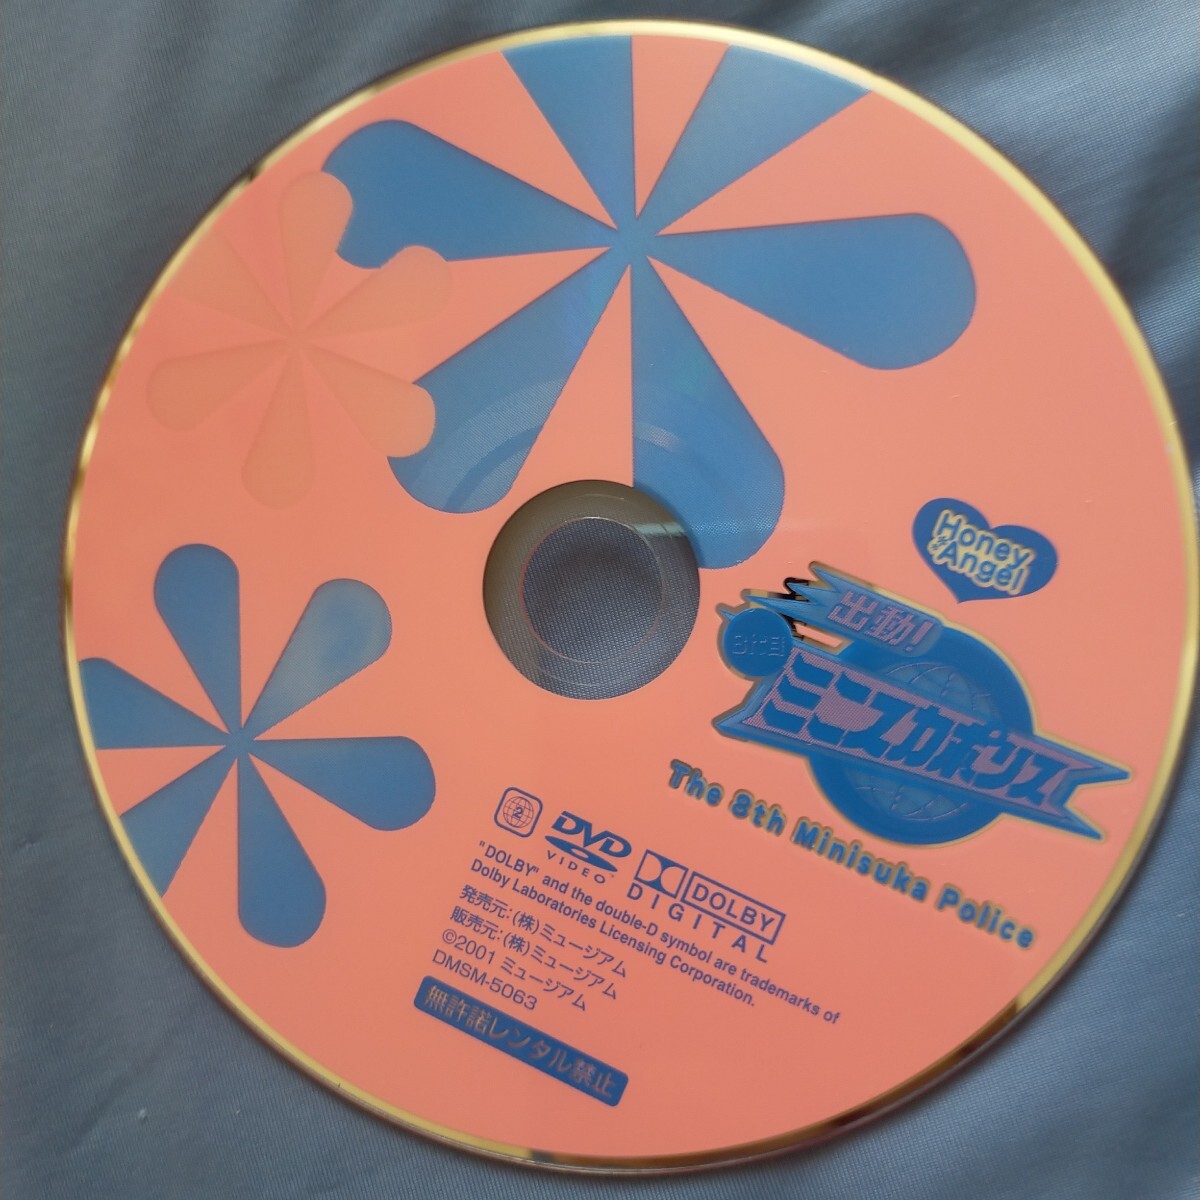 Honey
Angel
出動!
8代目
ミニスカポリス
The 8th Minisuka Police
2
DVD
VIDEO™
DOLBY
DIGITAL
"DOLBY" and the double-D symbol are trademarks of
Dolby Laboratories Licensing Corporation.
発売元:(株)ミュージアム
販売元:(株)ミュージアム
©2001 ミュージアム
DMSM-5063
無許諾レンタル禁止